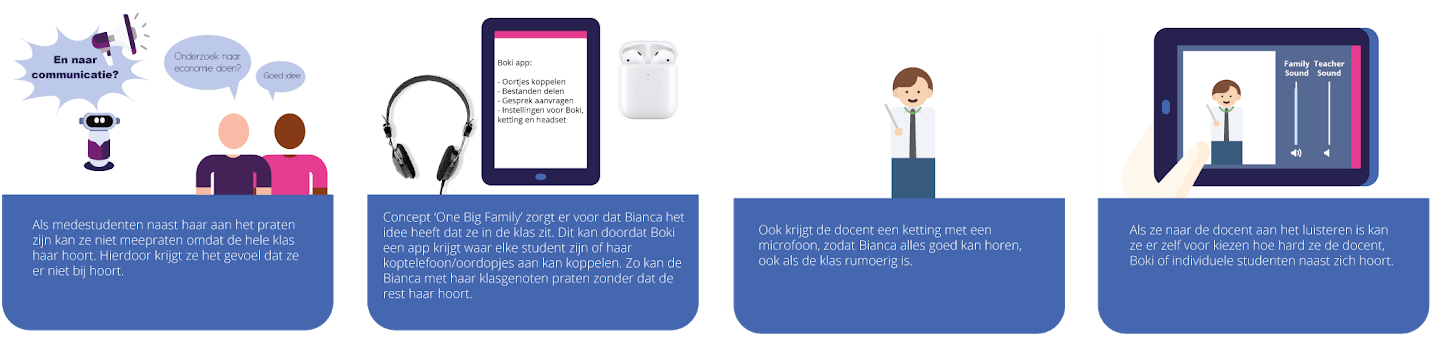 En naar
communicatie?
Onderzoek naar
economie doen?
Goed idee
Als medestudenten naast haar aan het praten
zijn kan ze niet meepraten omdat de hele klas
haar hoort. Hierdoor krijgt ze het gevoel dat ze
er niet bij hoort.
Boki app:
- Oortjes koppelen
- Bestanden delen
- Gesprek aanvragen
- Instellingen voor Boki,
ketting en headset
Concept 'One Big Family' zorgt er voor dat Bianca het
idee heeft dat ze in de klas zit. Dit kan doordat Boki
een app krijgt waar elke student zijn of haar
koptelefoon/oordopjes aan kan koppelen. Zo kan de
Bianca met haar klasgenoten praten zonder dat de
rest haar hoort.
Ook krijgt de docent een ketting met een
microfoon, zodat Bianca alles goed kan horen,
ook als de klas rumoerig is.
Family Teacher
Sound Sound
Als ze naar de docent aan het luisteren is kan
ze er zelf voor kiezen hoe hard ze de docent,
Boki of individuele studenten naast zich hoort.